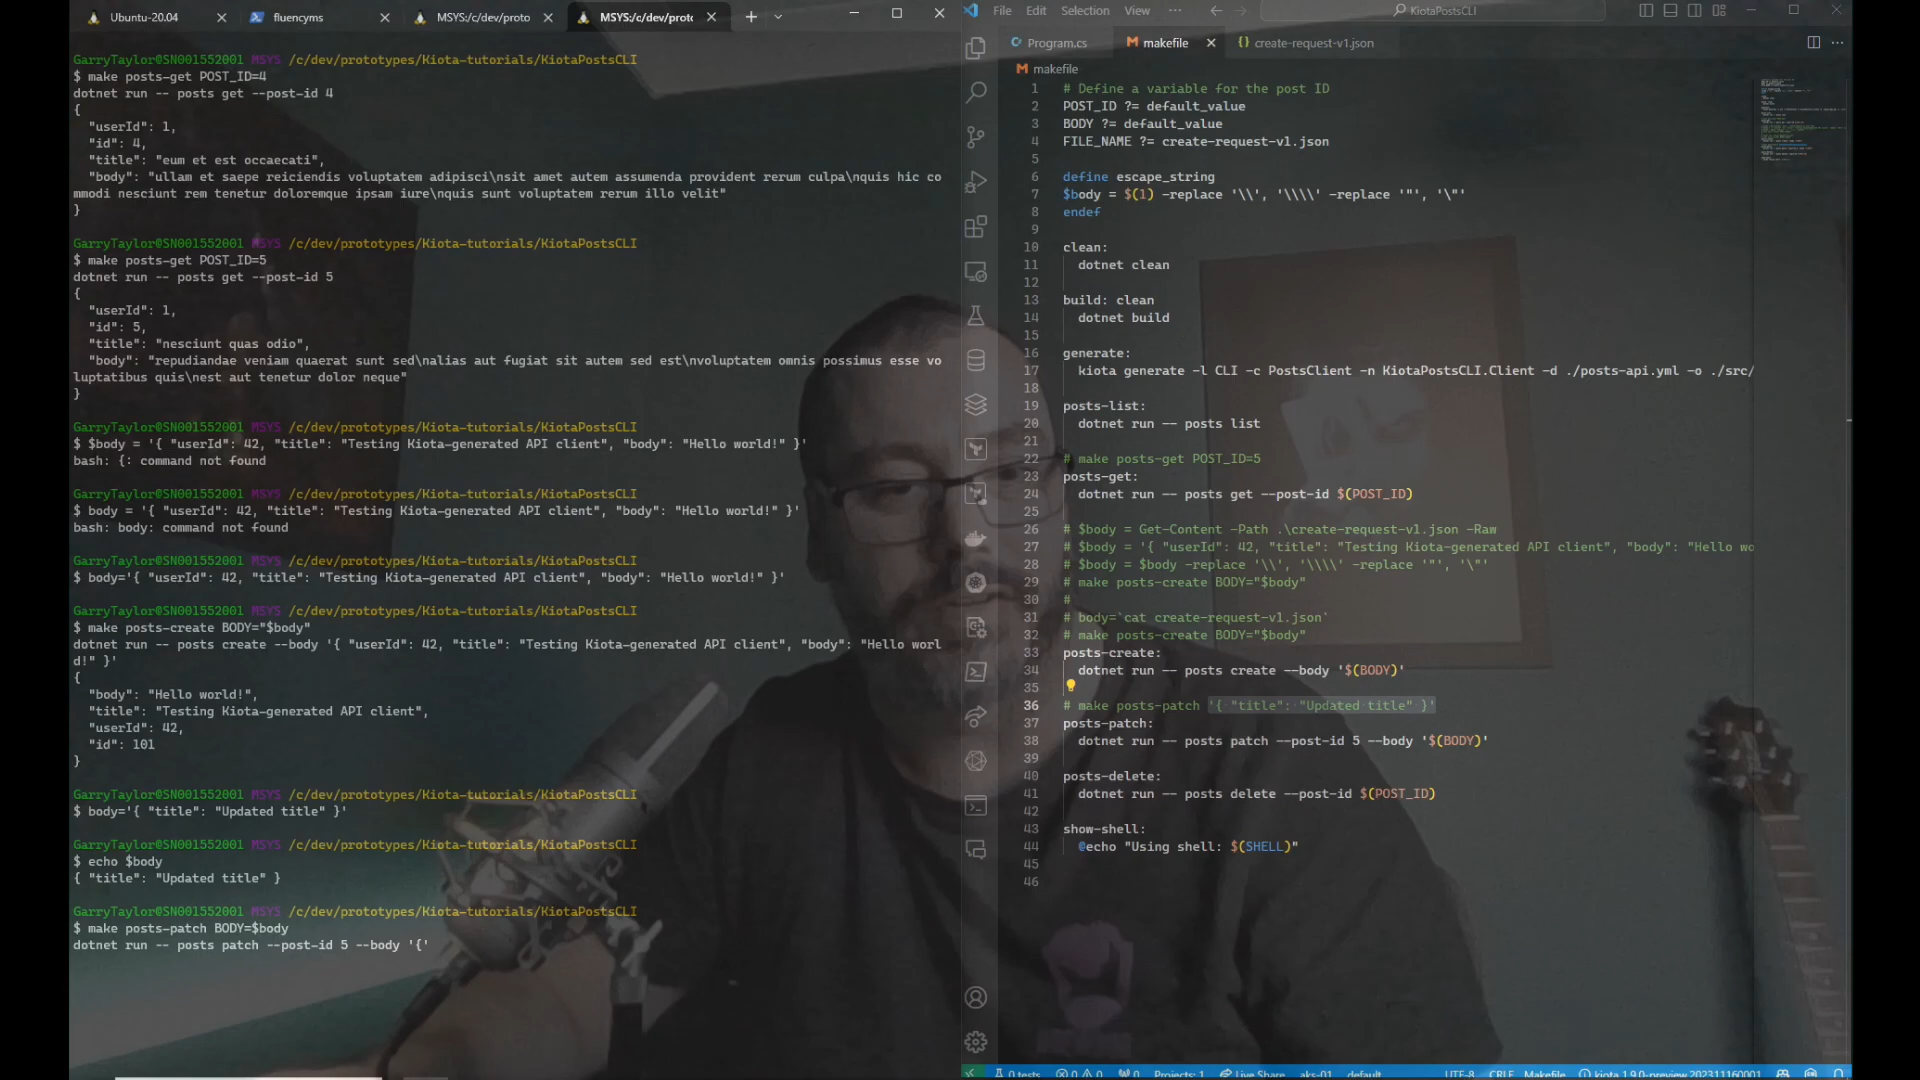 Ubuntu-20.04
fluencyms
MSYS:/c/dev/proto
MSYS:/c/dev/protc
GarryTaylor@SN001552001 MSYS /c/dev/prototypes/Kiota-tutorials/KiotaPostsCLI
$ make posts-get POST_ID=4
dotnet run -- posts get --post-id 4
{
"userId": 1,
"id": 4,
"title": "eum et est occaecati",
"body": "ullam et saepe reiciendis voluptatem adipisci\nsit amet autem assumenda provident rerum culpa\nquis hic co
mmodi nesciunt rem tenetur doloremque ipsam iure\nquis sunt voluptatem rerum illo velit"
}
GarryTaylor@SN001552001 MSYS /c/dev/prototypes/Kiota-tutorials/KiotaPostsCLI
$ make posts-get POST_ID=5
dotnet run -- posts get --post-id 5
{
"userId": 1,
"id": 5,
"title": "nesciunt quas odio",
"body": "repudiandae veniam quaerat sunt sed\nalias aut fugiat sit autem sed est\nvoluptatem omnis possimus esse vo
luptatibus quis\nest aut tenetur dolor neque"
}
GarryTaylor@SN001552001 MSYS /c/dev/prototypes/Kiota-tutorials/KiotaPostsCLI
$ $body = '{ "userId": 42, "title": "Testing Kiota-generated API client", "body": "Hello world!" }'
bash: {: command not found
GarryTaylor@SN001552001 MSYS /c/dev/prototypes/Kiota-tutorials/KiotaPostsCLI
$ body = '{ "userId": 42, "title": "Testing Kiota-generated API client", "body": "Hello world!" }'
bash: body: command not found
GarryTaylor@SN001552001 MSYS /c/dev/prototypes/Kiota-tutorials/KiotaPostsCLI
$ body='{ "userId": 42, "title": "Testing Kiota-generated API client", "body": "Hello world!" }'
GarryTaylor@SN001552001 MSYS /c/dev/prototypes/Kiota-tutorials/KiotaPostsCLI
$ make posts-create BODY="$body"
dotnet run -- posts create --body '{ "userId": 42, "title": "Testing Kiota-generated API client", "body": "Hello worl
d!" }'
{
"body": "Hello world!",
"title": "Testing Kiota-generated API client",
"userId": 42,
"id": 101
}
GarryTaylor@SN001552001 MSYS /c/dev/prototypes/Kiota-tutorials/KiotaPostsCLI
$ body='{ "title": "Updated title" }'
GarryTaylor@SN001552001 MSYS /c/dev/prototypes/Kiota-tutorials/KiotaPostsCLI
$ echo $body
{ "title": "Updated title" }
GarryTaylor@SN001552001 MSYS /c/dev/prototypes/Kiota-tutorials/KiotaPostsCLI
$ make posts-patch BODY=$body
dotnet run -- posts patch --post-id 5 --body '{'
File Edit Selection View ... KiotaPostsCLI
Program.cs makefile create-request-v1.json
makefile
1 # Define a variable for the post ID
2 POST_ID ?= default_value
3 BODY ?= default_value
4 FILE_NAME ?= create-request-v1.json
5
6 define escape_string
7 $body = $(1) -replace '\\', '\\\\' -replace '"', '\"'
8 endef
9
10 clean:
11 dotnet clean
12
13 build: clean
14 dotnet build
15
16 generate:
17 kiota generate -l CLI -c PostsClient -n KiotaPostsCLI.Client -d ./posts-api.yml -o ./src/
18
19 posts-list:
20 dotnet run -- posts list
21
22 # make posts-get POST_ID=5
23 posts-get:
24 dotnet run -- posts get --post-id $(POST_ID)
25
26 # $body = Get-Content -Path .\create-request-v1.json -Raw
27 # $body = '{ "userId": 42, "title": "Testing Kiota-generated API client", "body": "Hello wo
28 # $body = $body -replace '\\', '\\\\' -replace '"', '\"'
29 # make posts-create BODY="$body"
30 #
31 # body=`cat create-request-v1.json`
32 # make posts-create BODY="$body"
33 posts-create:
34 dotnet run -- posts create --body '$(BODY)'
35
36 # make posts-patch '{ "title": "Updated title" }'
37 posts-patch:
38 dotnet run -- posts patch --post-id 5 --body '$(BODY)'
39
40 posts-delete:
41 dotnet run -- posts delete --post-id $(POST_ID)
42
43 show-shell:
44 @echo "Using shell: $(SHELL)"
45
46
0 tests 0 0 0 Projects: 1 Live Share aks-01 default UTF-8 CRLF Makefile kiota 1.9.0-preview.202311160001